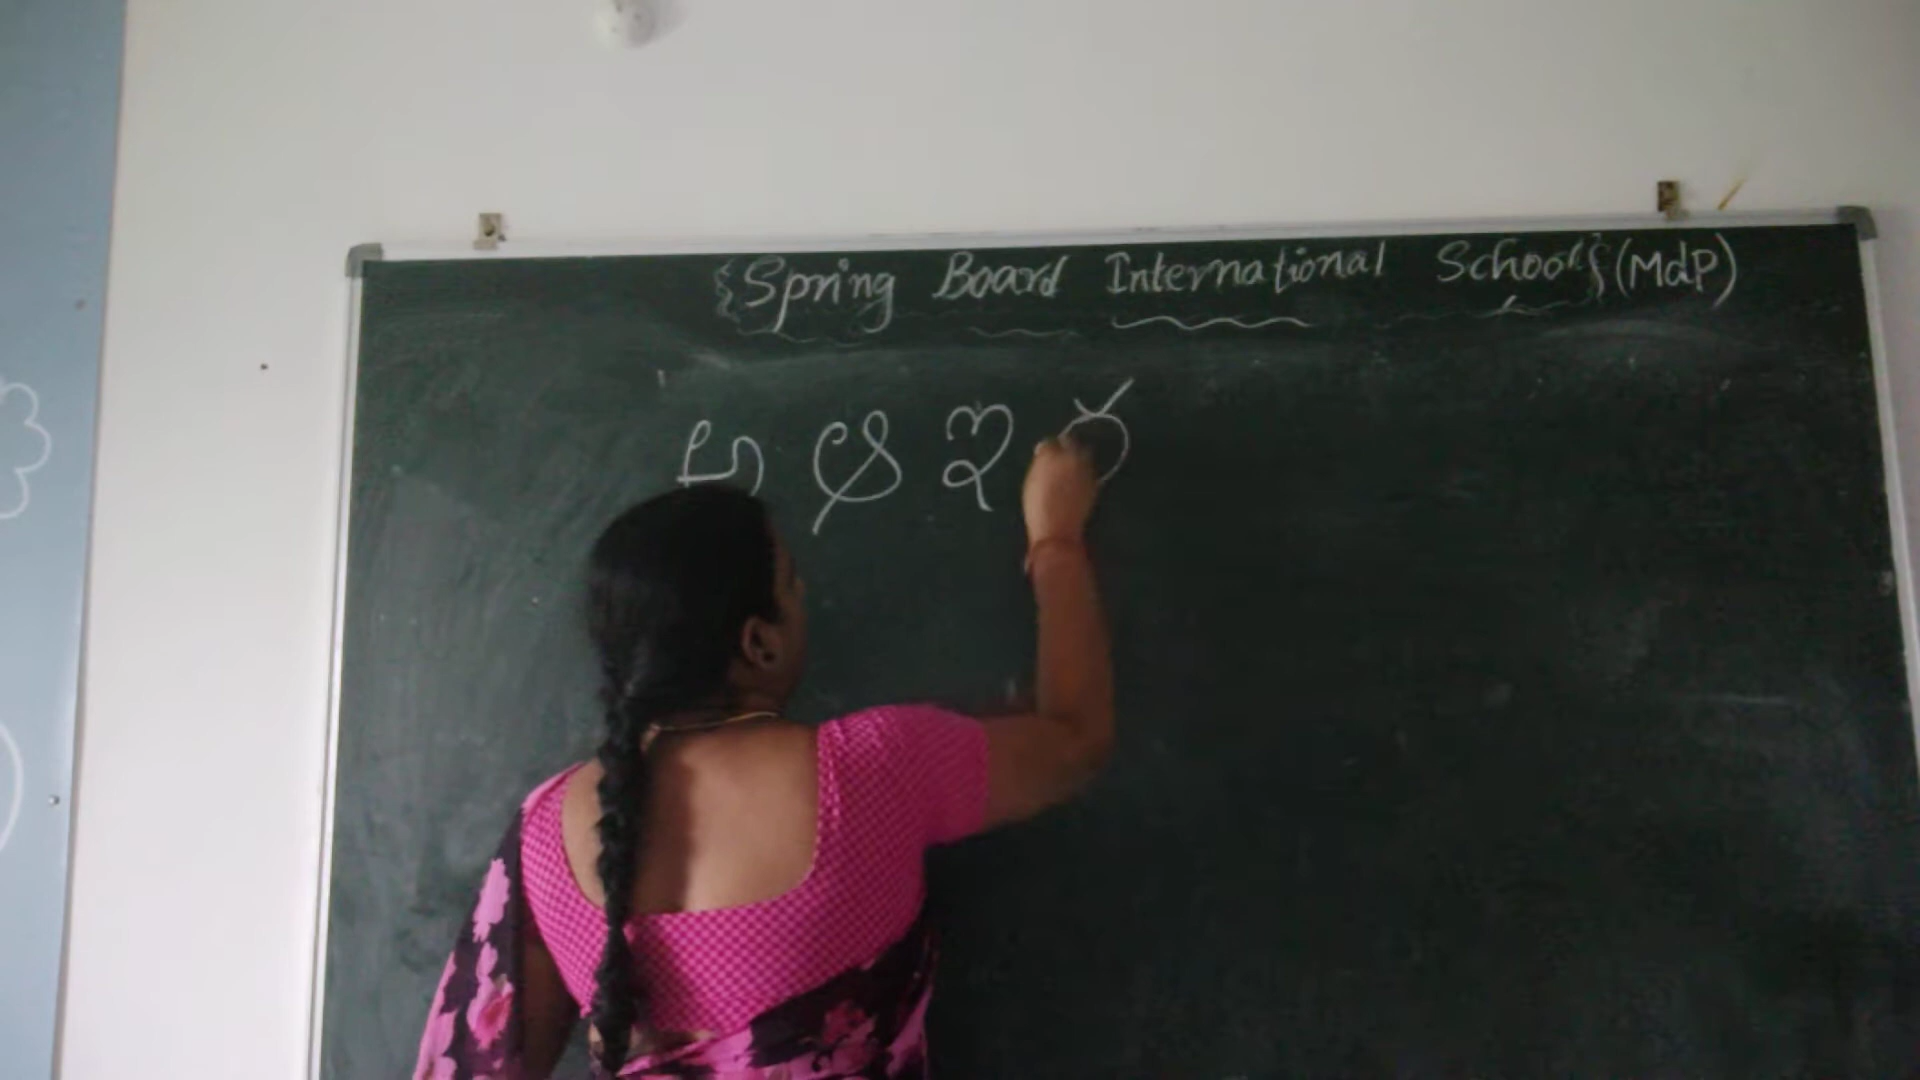 {Spring Board International School} (MdP)
అ ఆ ఇ